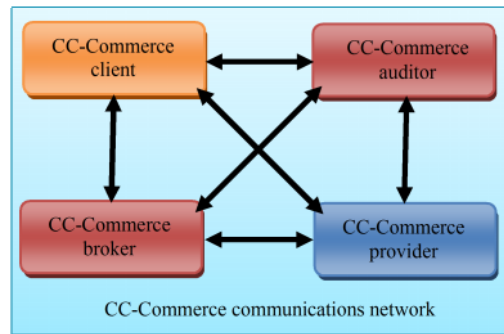 CC-Commerce
client
CC-Commerce
auditor
CC-Commerce
broker
CC-Commerce
provider
CC-Commerce communications network